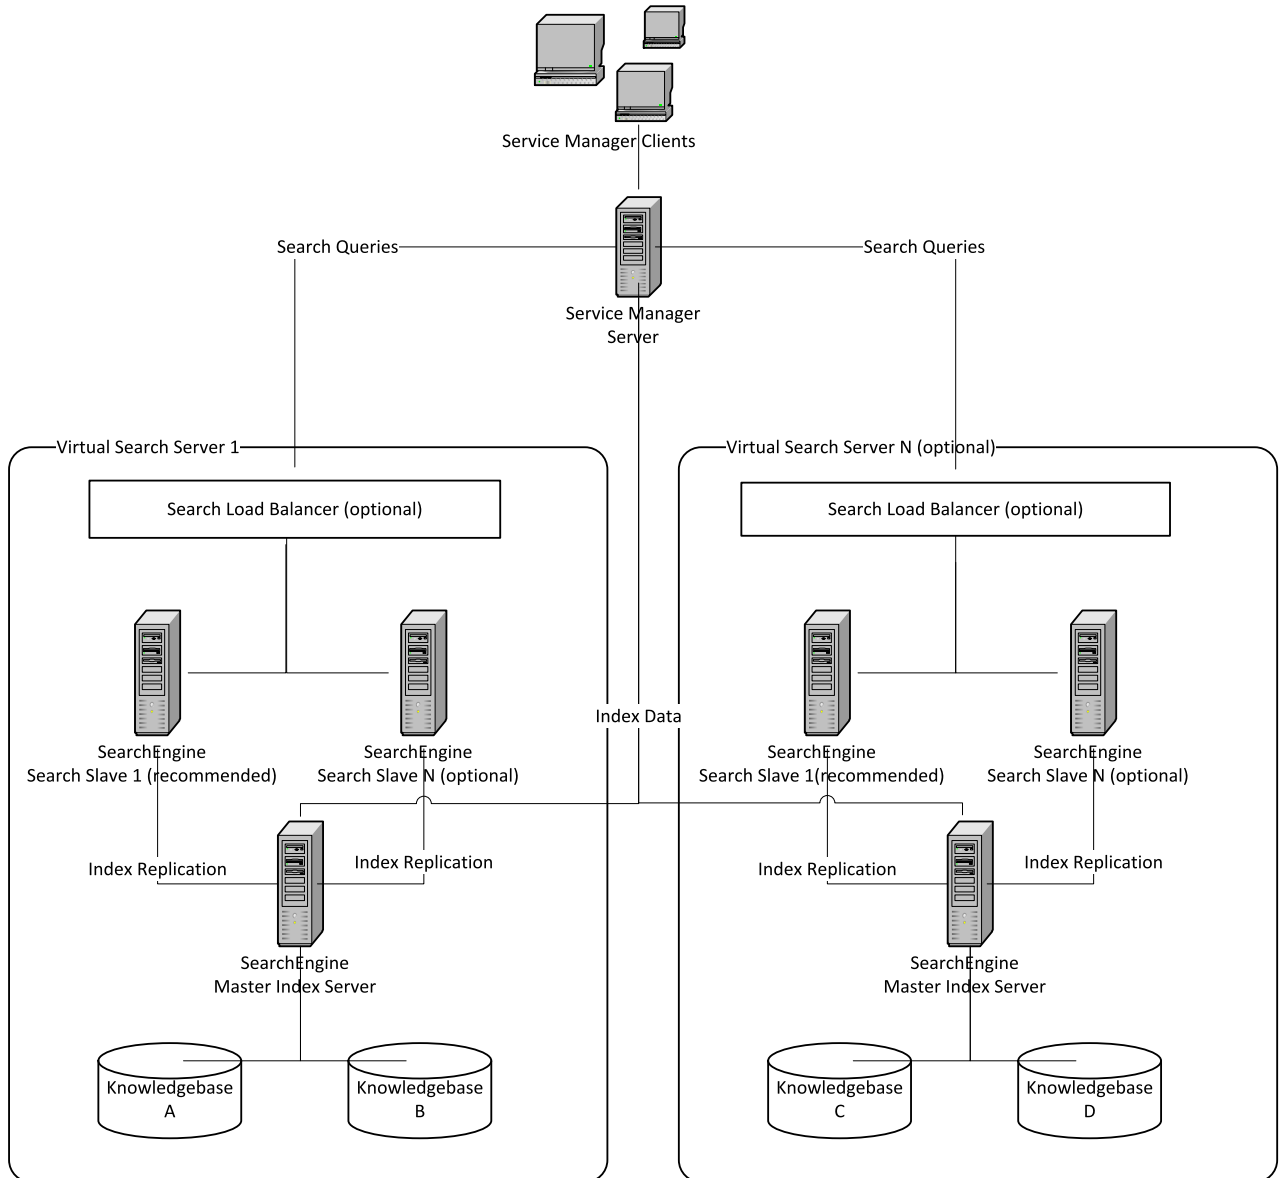 Service Manager Clients
Search Queries
Search Queries
Service Manager
Server
Virtual Search Server 1
Virtual Search Server N (optional)
Search Load Balancer (optional)
Search Load Balancer (optional)
Index Data
SearchEngine
Search Slave 1 (recommended)
SearchEngine
Search Slave N (optional)
SearchEngine
Search Slave 1(recommended)
SearchEngine
Search Slave N (optional)
Index Replication
Index Replication
Index Replication
Index Replication
SearchEngine
Master Index Server
SearchEngine
Master Index Server
Knowledgebase
A
Knowledgebase
B
Knowledgebase
C
Knowledgebase
D